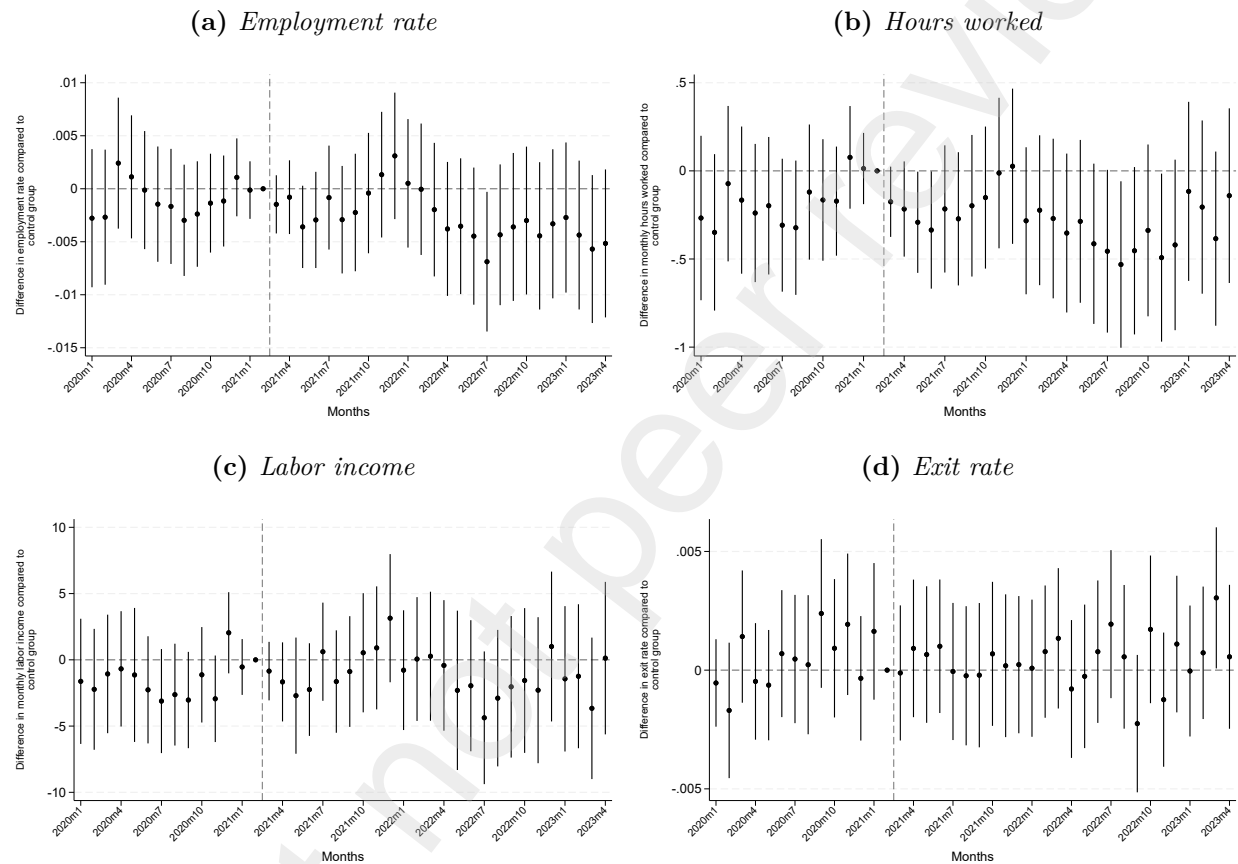 (a) Employment rate
Difference in employment rate compared to
control group
.01
.005
0
-.005
-.01
-.015
2020m1
2020m4
2020m7
2020m10
2021m1
2021m4
2021m7
2021m10
2022m1
2022m4
2022m7
2022m10
2023m1
2023m4
Months
(b) Hours worked
Difference in monthly hours worked compared to
control group
.5
0
-.5
-1
2020m1
2020m4
2020m7
2020m10
2021m1
2021m4
2021m7
2021m10
2022m1
2022m4
2022m7
2022m10
2023m1
2023m4
Months
(c) Labor income
Difference in monthly labor income compared to
control group
10
5
0
-5
-10
2020m1
2020m4
2020m7
2020m10
2021m1
2021m4
2021m7
2021m10
2022m1
2022m4
2022m7
2022m10
2023m1
2023m4
Months
(d) Exit rate
Difference in exit rate compared to
control group
.005
0
-.005
2020m1
2020m4
2020m7
2020m10
2021m1
2021m4
2021m7
2021m10
2022m1
2022m4
2022m7
2022m10
2023m1
2023m4
Months
not peer revie